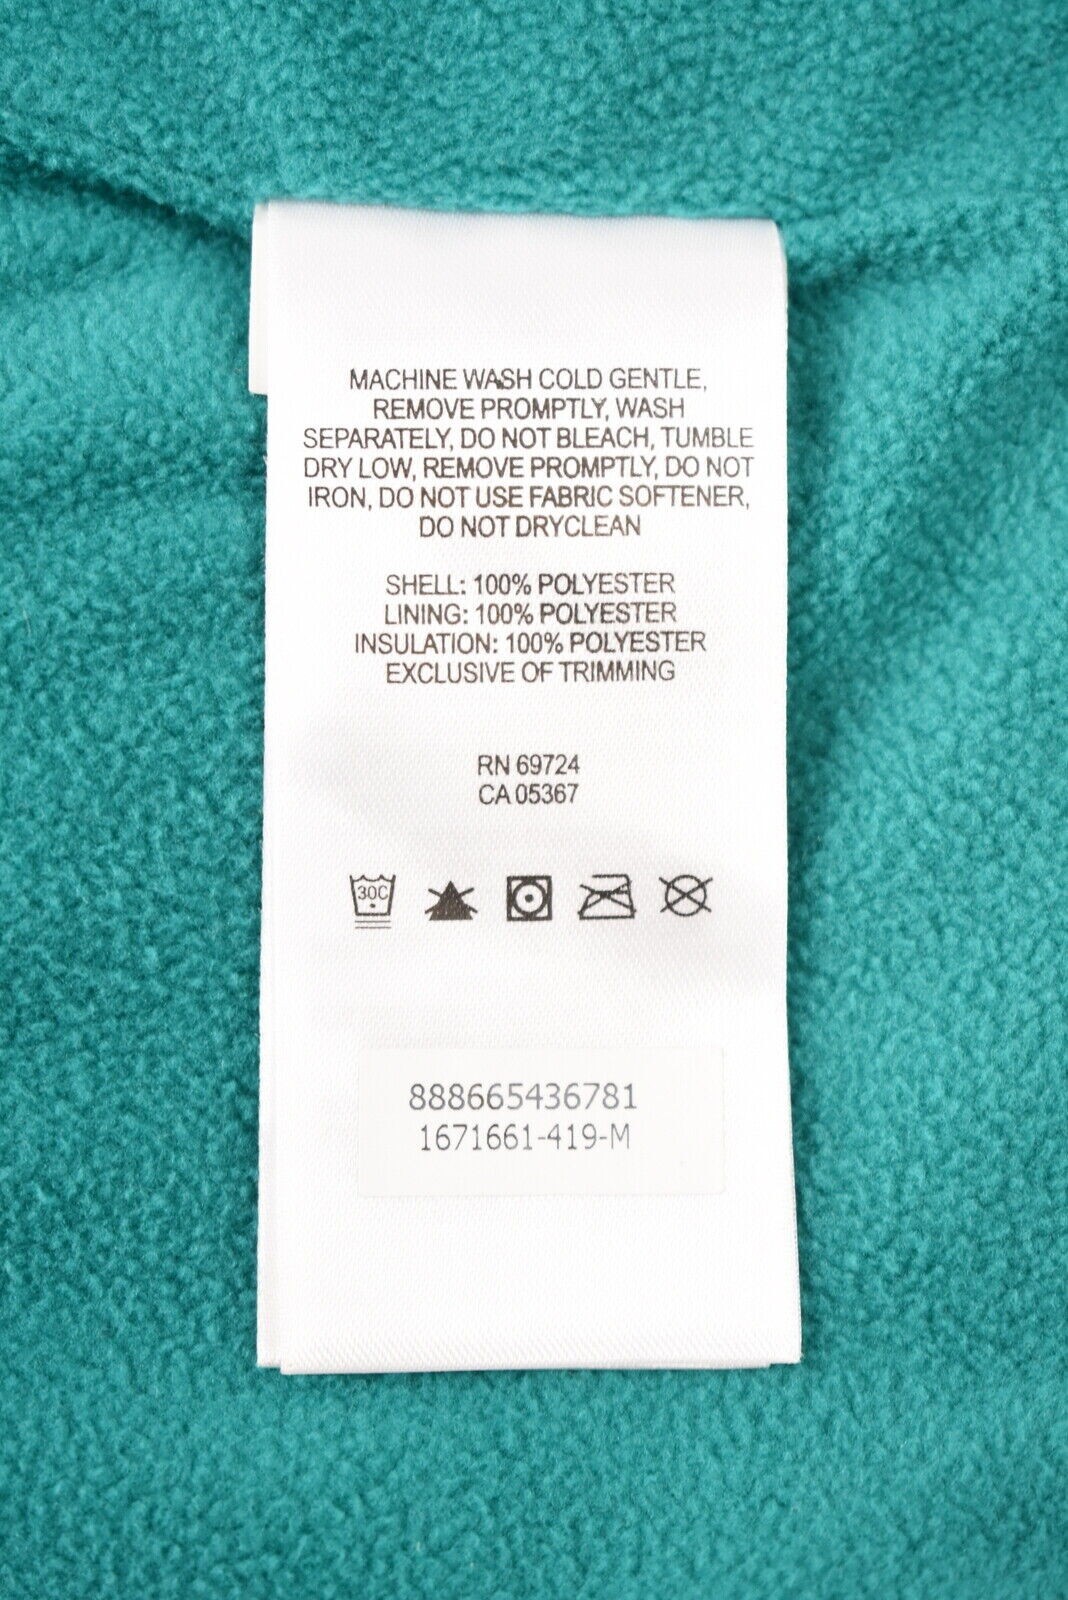 MACHINE WASH COLD GENTLE,
REMOVE PROMPTLY, WASH
SEPARATELY, DO NOT BLEACH, TUMBLE
DRY LOW, REMOVE PROMPTLY, DO NOT
IRON, DO NOT USE FABRIC SOFTENER,
DO NOT DRYCLEAN
SHELL: 100% POLYESTER
LINING: 100% POLYESTER
INSULATION: 100% POLYESTER
EXCLUSIVE OF TRIMMING
RN 69724
CA 05367
30C
888665436781
1671661-419-M